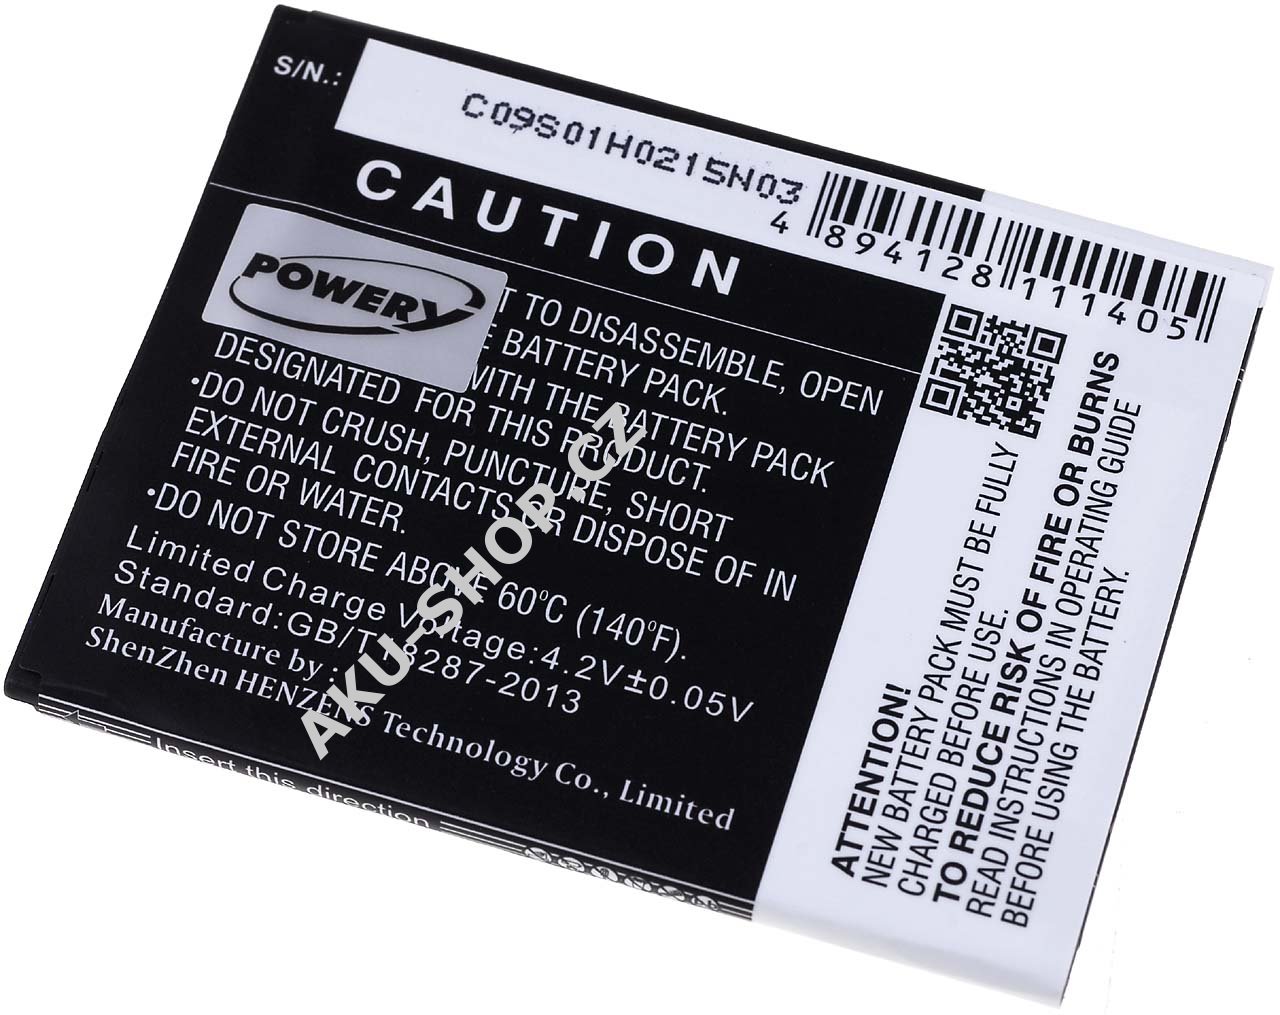 S/N.:
C09S01H0215N03
4 894128 111405
CAUTION
POWERY
TO DISASSEMBLE, OPEN
BATTERY PACK.
DESIGNATED WITH THE BATTERY PACK
FOR THIS PRODUCT.
•DO NOT CRUSH, PUNCTURE, SHORT
EXTERNAL CONTACTS OR DISPOSE OF IN
FIRE OR WATER.
•DO NOT STORE ABOVE 60°C (140°F).
Limited Charge Voltage:4.2V±0.05V
Standard:GB/T 8287-2013
Manufacture by :
ShenZhen Technology Co., Limited
Insert this direction
ATTENTION!
NEW BATTERY PACK MUST BE FULLY
CHARGED BEFORE USE.
TO REDUCE RISK OF FIRE OR BURNS
READ INSTRUCTIONS IN OPERATING GUIDE
BEFORE USING THE BATTERY.
AKU-SHOP.CZ